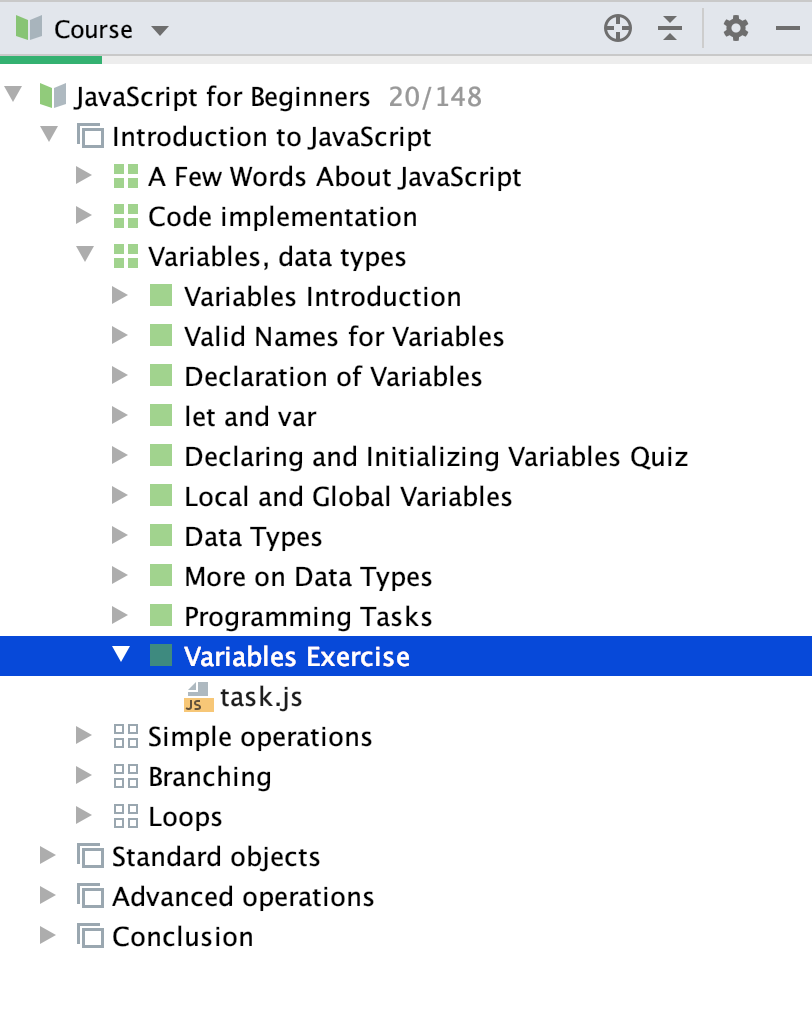 Course
JavaScript for Beginners 20/148
Introduction to JavaScript
A Few Words About JavaScript
Code implementation
Variables, data types
Variables Introduction
Valid Names for Variables
Declaration of Variables
let and var
Declaring and Initializing Variables Quiz
Local and Global Variables
Data Types
More on Data Types
Programming Tasks
Variables Exercise
JS task.js
Simple operations
Branching
Loops
Standard objects
Advanced operations
Conclusion